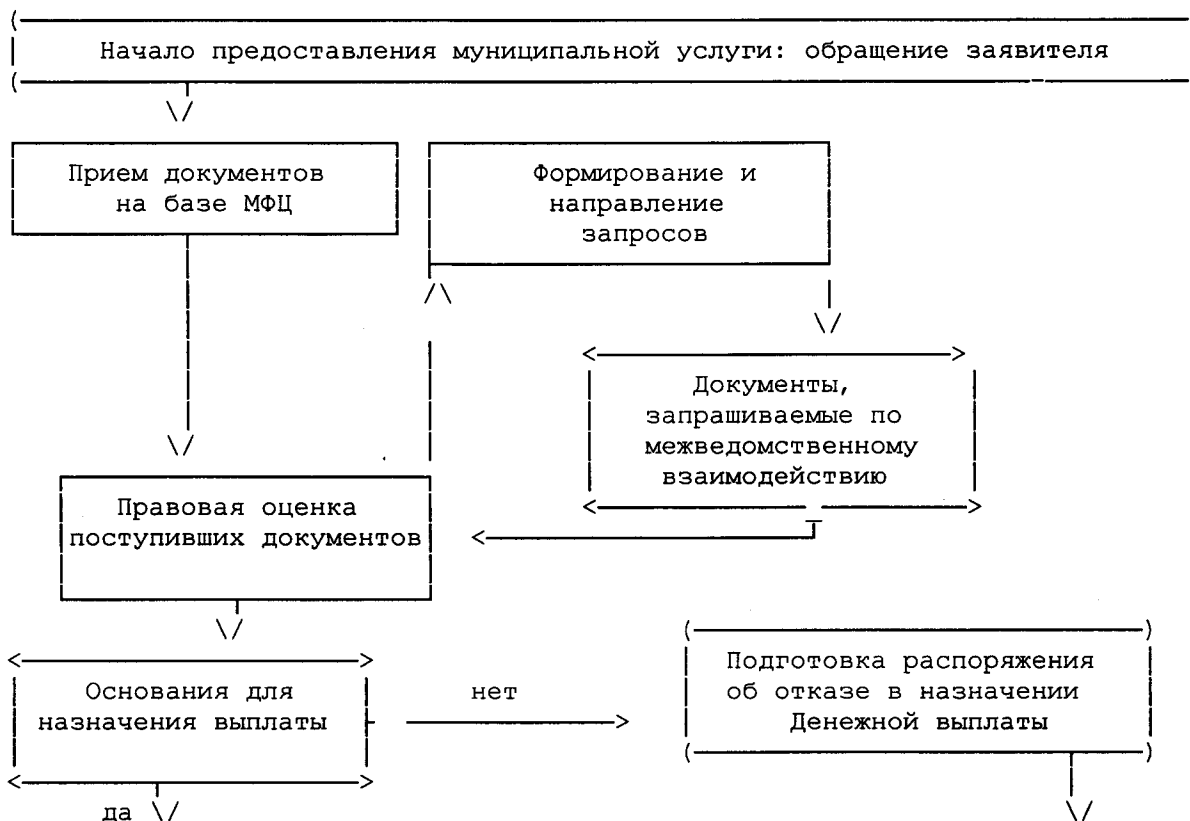 Начало предоставления муниципальной услуги: обращение заявителя
Прием документов
на базе МФЦ
Формирование и
направление
запросов
Документы,
запрашиваемые по
межведомственному
взаимодействию
Правовая оценка
поступивших документов
Основания для
назначения выплаты
нет
Подготовка распоряжения
об отказе в назначении
Денежной выплаты
да